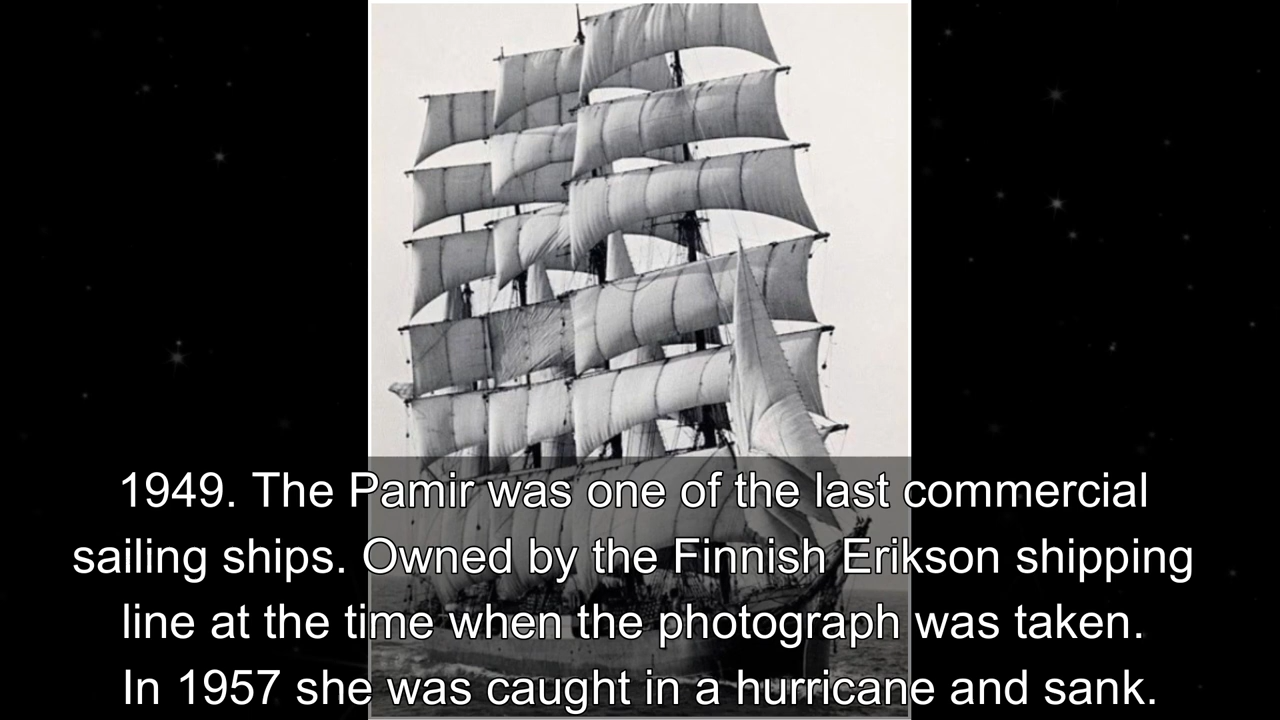 1949. The Pamir was one of the last commercial
sailing ships. Owned by the Finnish Erikson shipping
line at the time when the photograph was taken.
In 1957 she was caught in a hurricane and sank.